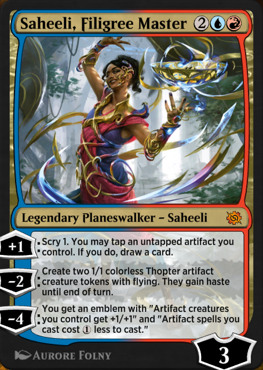 Saheeli, Filigree Master 2
Legendary Planeswalker – Saheeli
+1: Scry 1. You may tap an untapped artifact you
control. If you do, draw a card.
-2: Create two 1/1 colorless Thopter artifact
creature tokens with flying. They gain haste
until end of turn.
-4: You get an emblem with "Artifact creatures
you control get +1/+1" and "Artifact spells you
cast cost 1 less to cast."
3
Aurore Folny